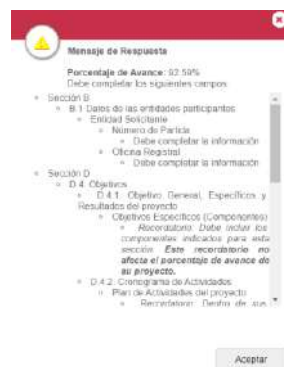 Mensaje de Respuesta
Porcentaje de Avance: 92.59%
Debe completar los siguientes campos
Sección B
B.1 Datos de las entidades participantes
Entidad Solicitante
Número de Partida
Debe completar la información
Oficina Registral
Debe completar la información
Sección D
D.4. Objetivos
D.4.1. Objetivo General, Específicos y
Resultados del proyecto
Objetivos Específicos (Componentes)
Recordatorio: Debe incluir los
componentes indicados para esta
sección. Este recordatorio no
afecta el porcentaje de avance de
su proyecto.
D.4.2. Cronograma de Actividades
Plan de Actividades del proyecto
Recordatorio: Dentro de sus
Aceptar